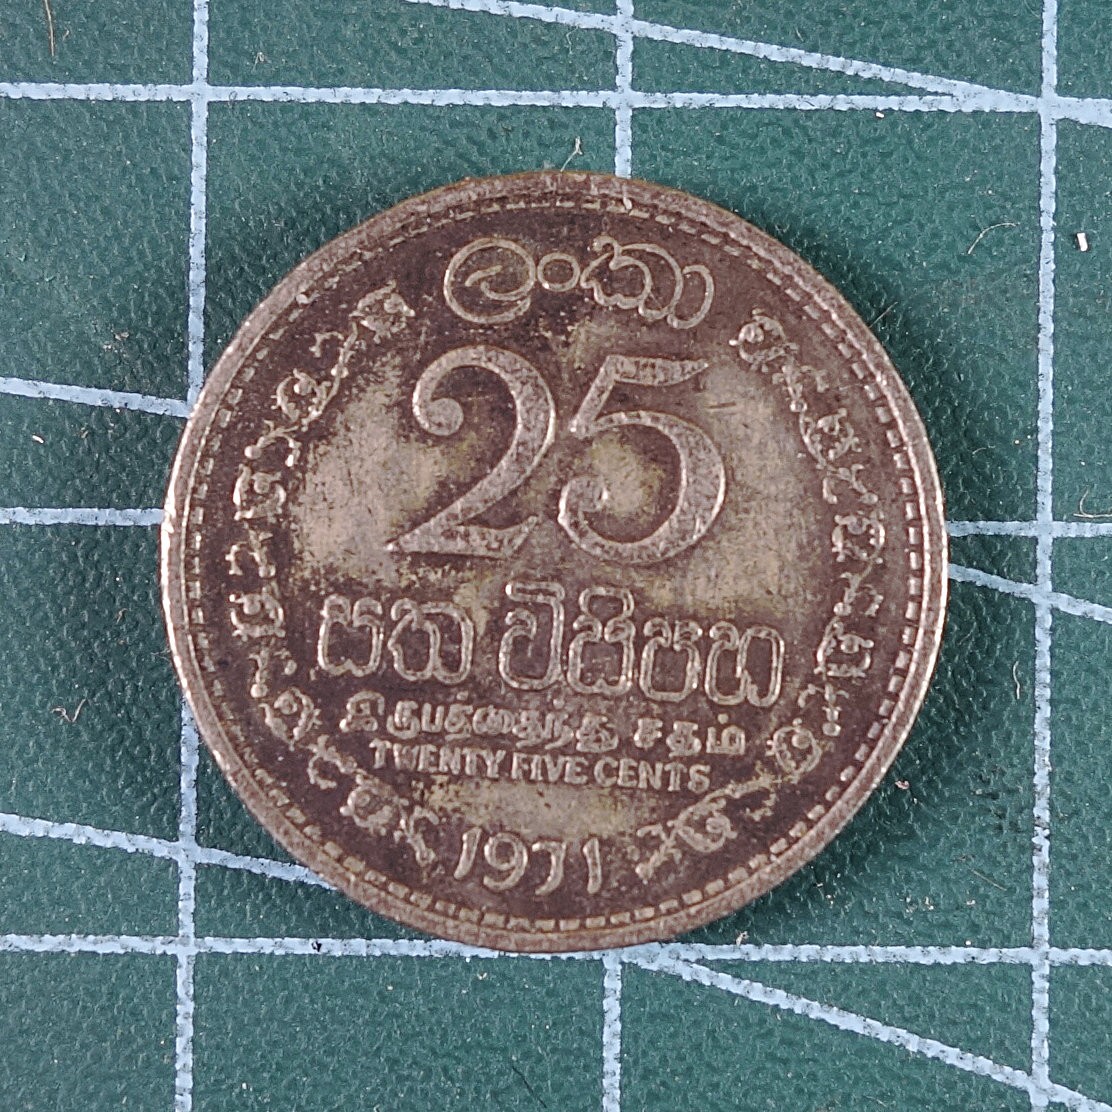 ලංකා
25
සත විසිපහ
இருபத்தைந்து சதம்
TWENTY FIVE CENTS
1971